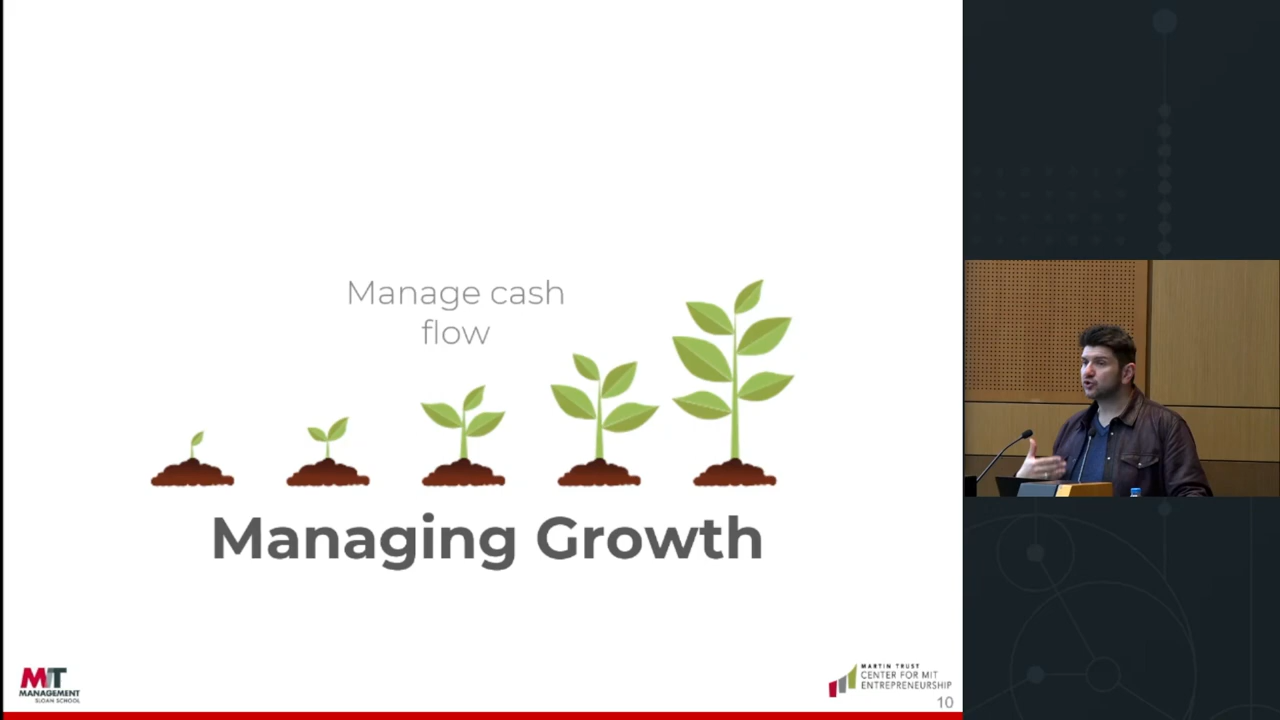 Manage cash
flow
Managing Growth
MIT
MANAGEMENT
SLOAN SCHOOL
MARTIN TRUST
CENTER FOR MIT
ENTREPRENEURSHIP
10